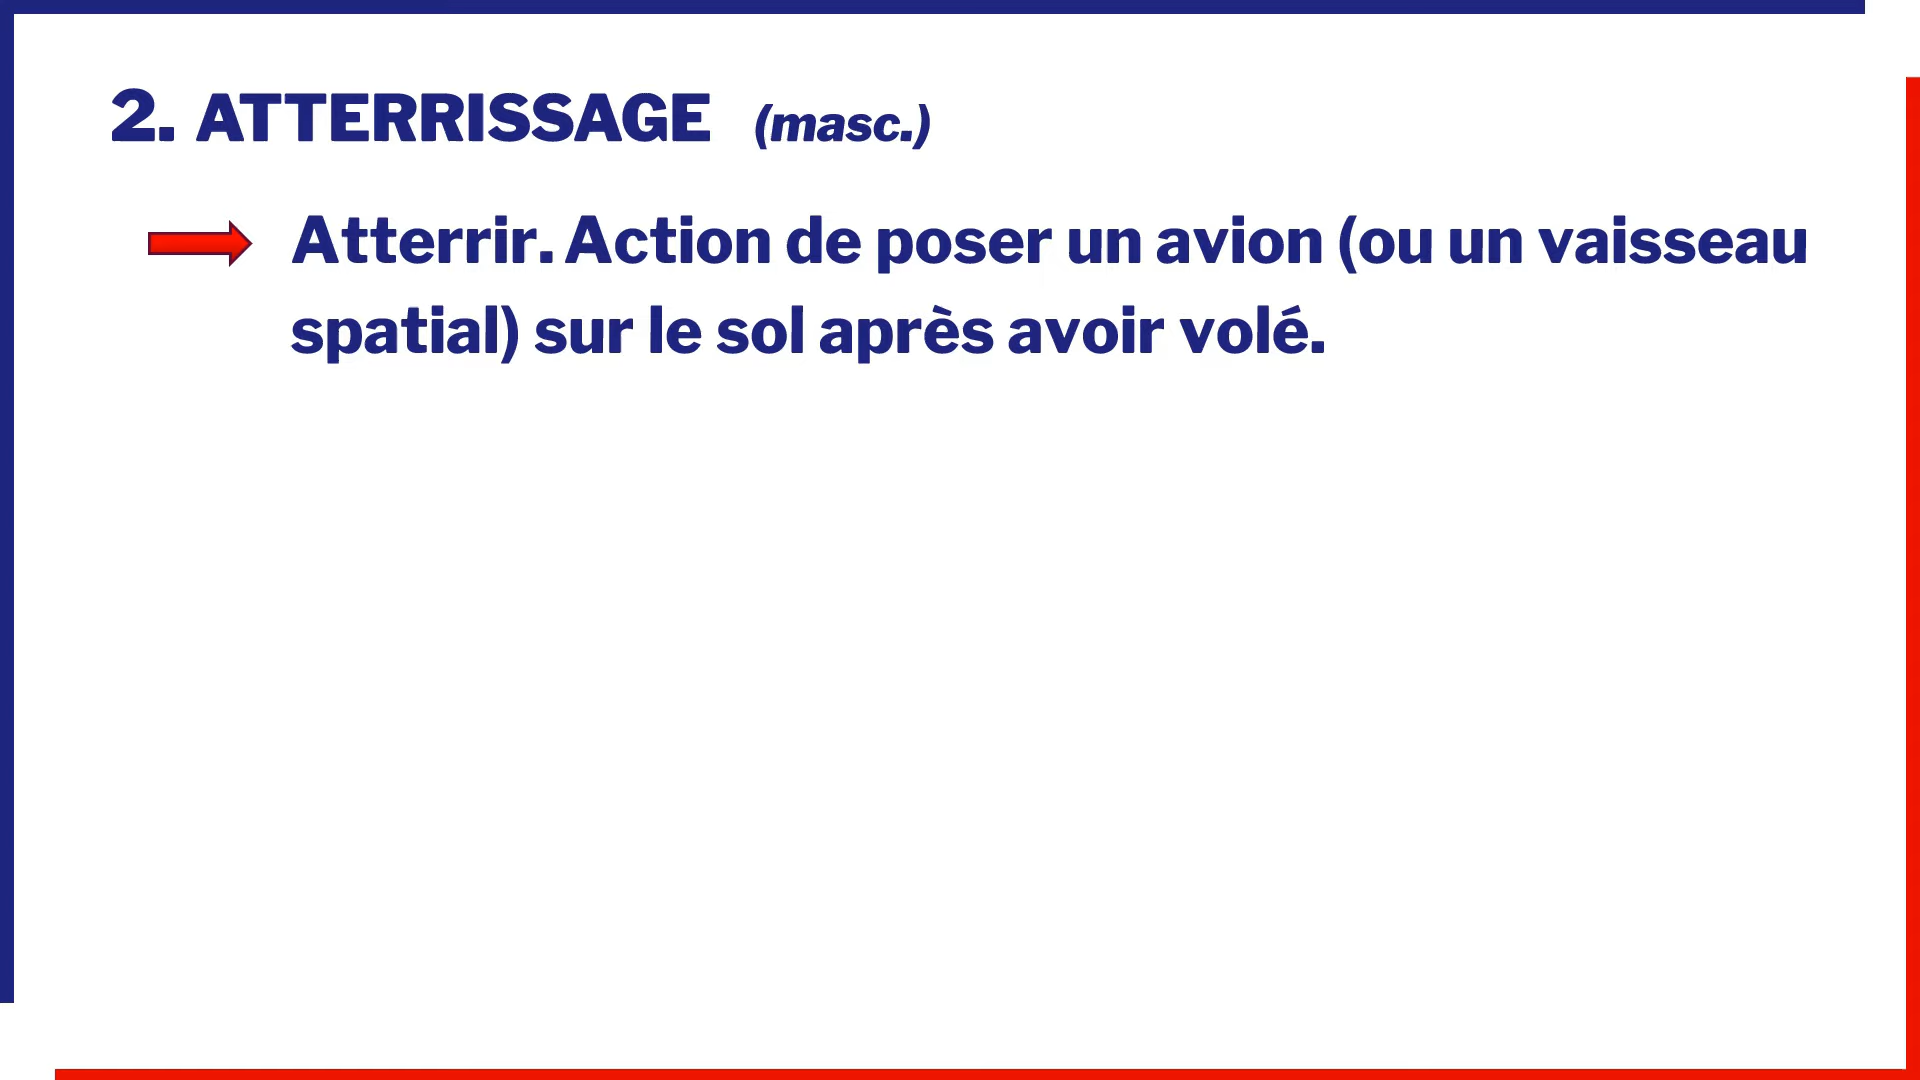 2. ATTERRISSAGE (masc.)
Atterrir. Action de poser un avion (ou un vaisseau
spatial) sur le sol après avoir volé.